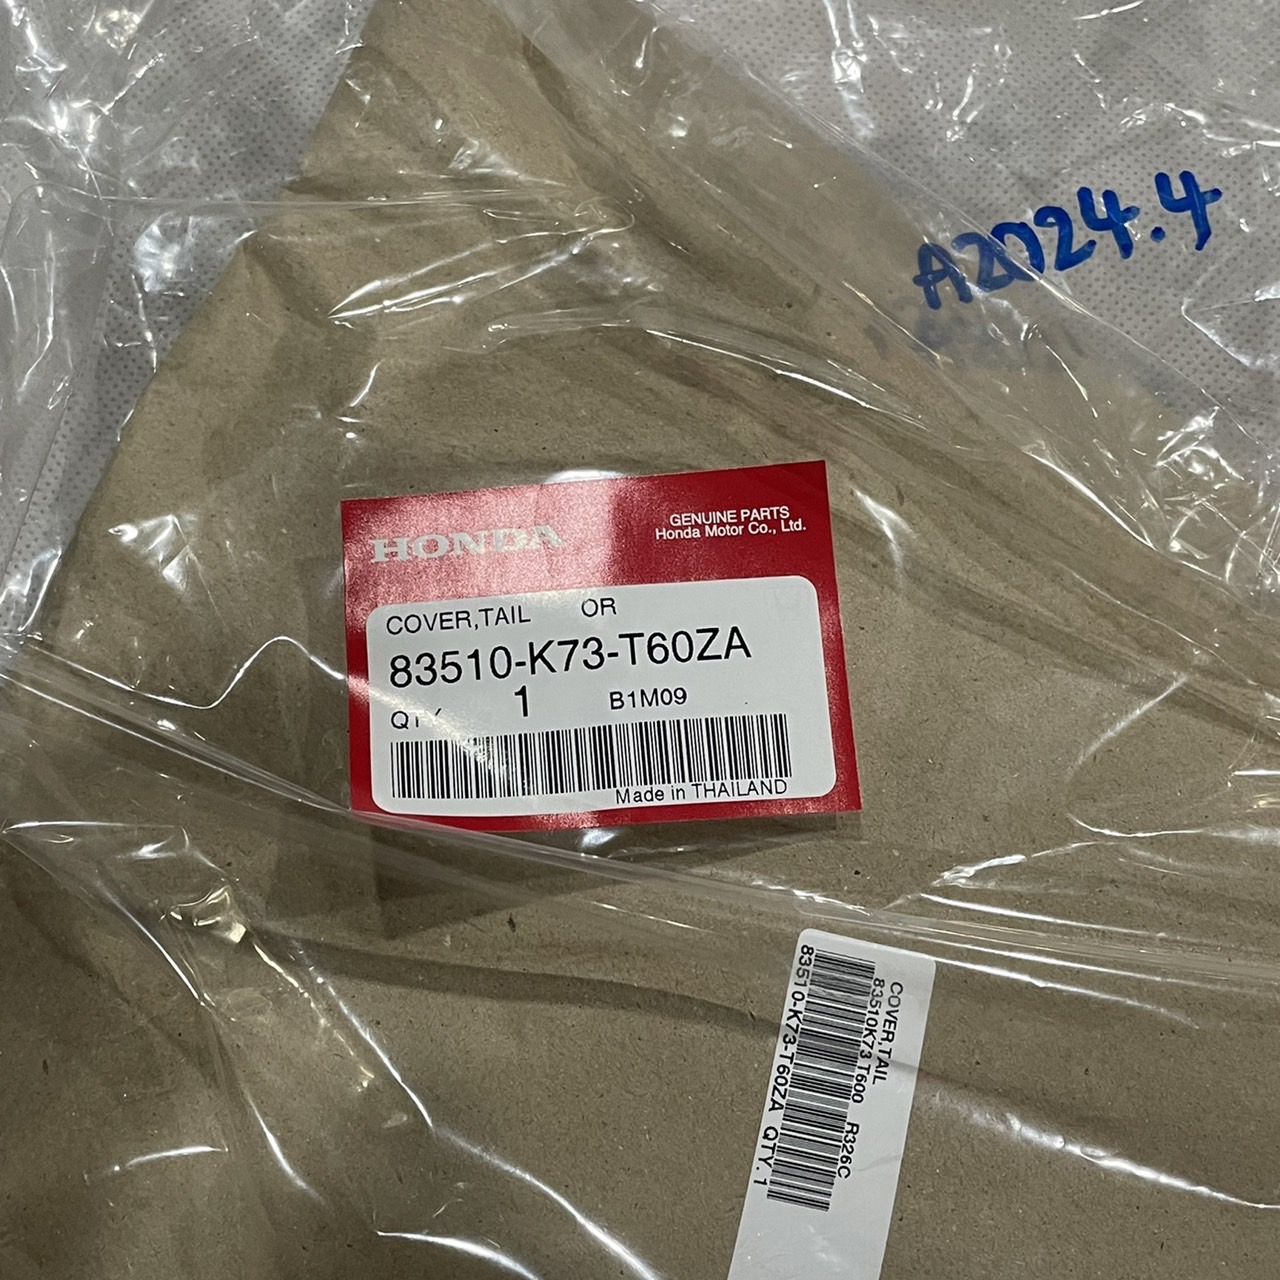 A2024.4
HONDA
GENUINE PARTS
Honda Motor Co., Ltd.
COVER,TAIL OR
83510-K73-T60ZA
QTY 1 B1M09
Made in THAILAND
COVER,TAIL
83510K73 T600 R326C
83510-K73-T60ZA QTY. 1